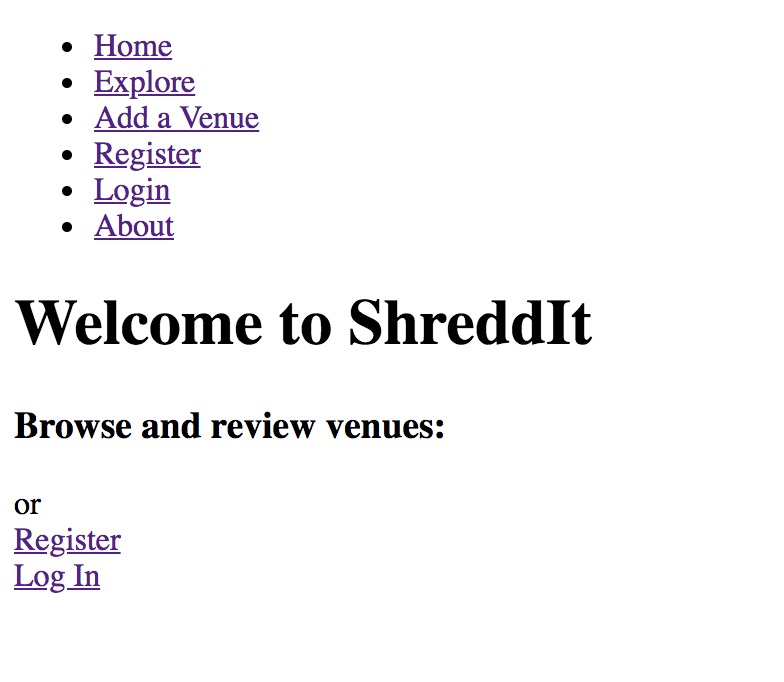 Home
Explore
Add a Venue
Register
Login
About
Welcome to ShreddIt
Browse and review venues:
or
Register
Log In